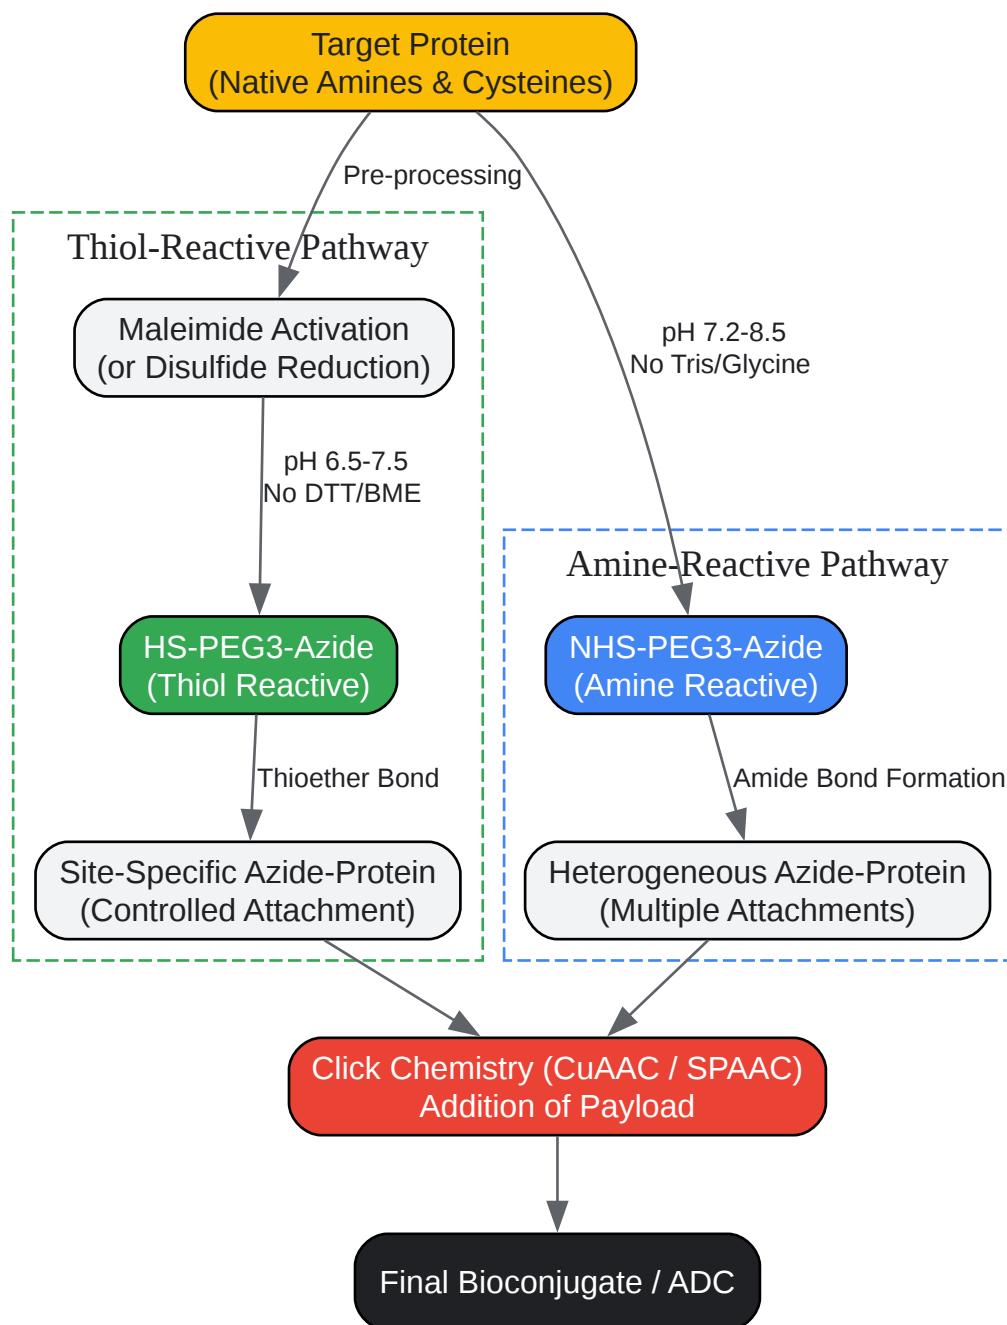 Target Protein
(Native Amines & Cysteines)
Pre-processing
Thiol-Reactive Pathway
Maleimide Activation
(or Disulfide Reduction)
pH 7.2-8.5
No Tris/Glycine
pH 6.5-7.5
No DTT/BME
Amine-Reactive Pathway
HS-PEG3-Azide
(Thiol Reactive)
NHS-PEG3-Azide
(Amine Reactive)
Thioether Bond
Amide Bond Formation
Site-Specific Azide-Protein
(Controlled Attachment)
Heterogeneous Azide-Protein
(Multiple Attachments)
Click Chemistry (CuAAC / SPAAC)
Addition of Payload
Final Bioconjugate / ADC